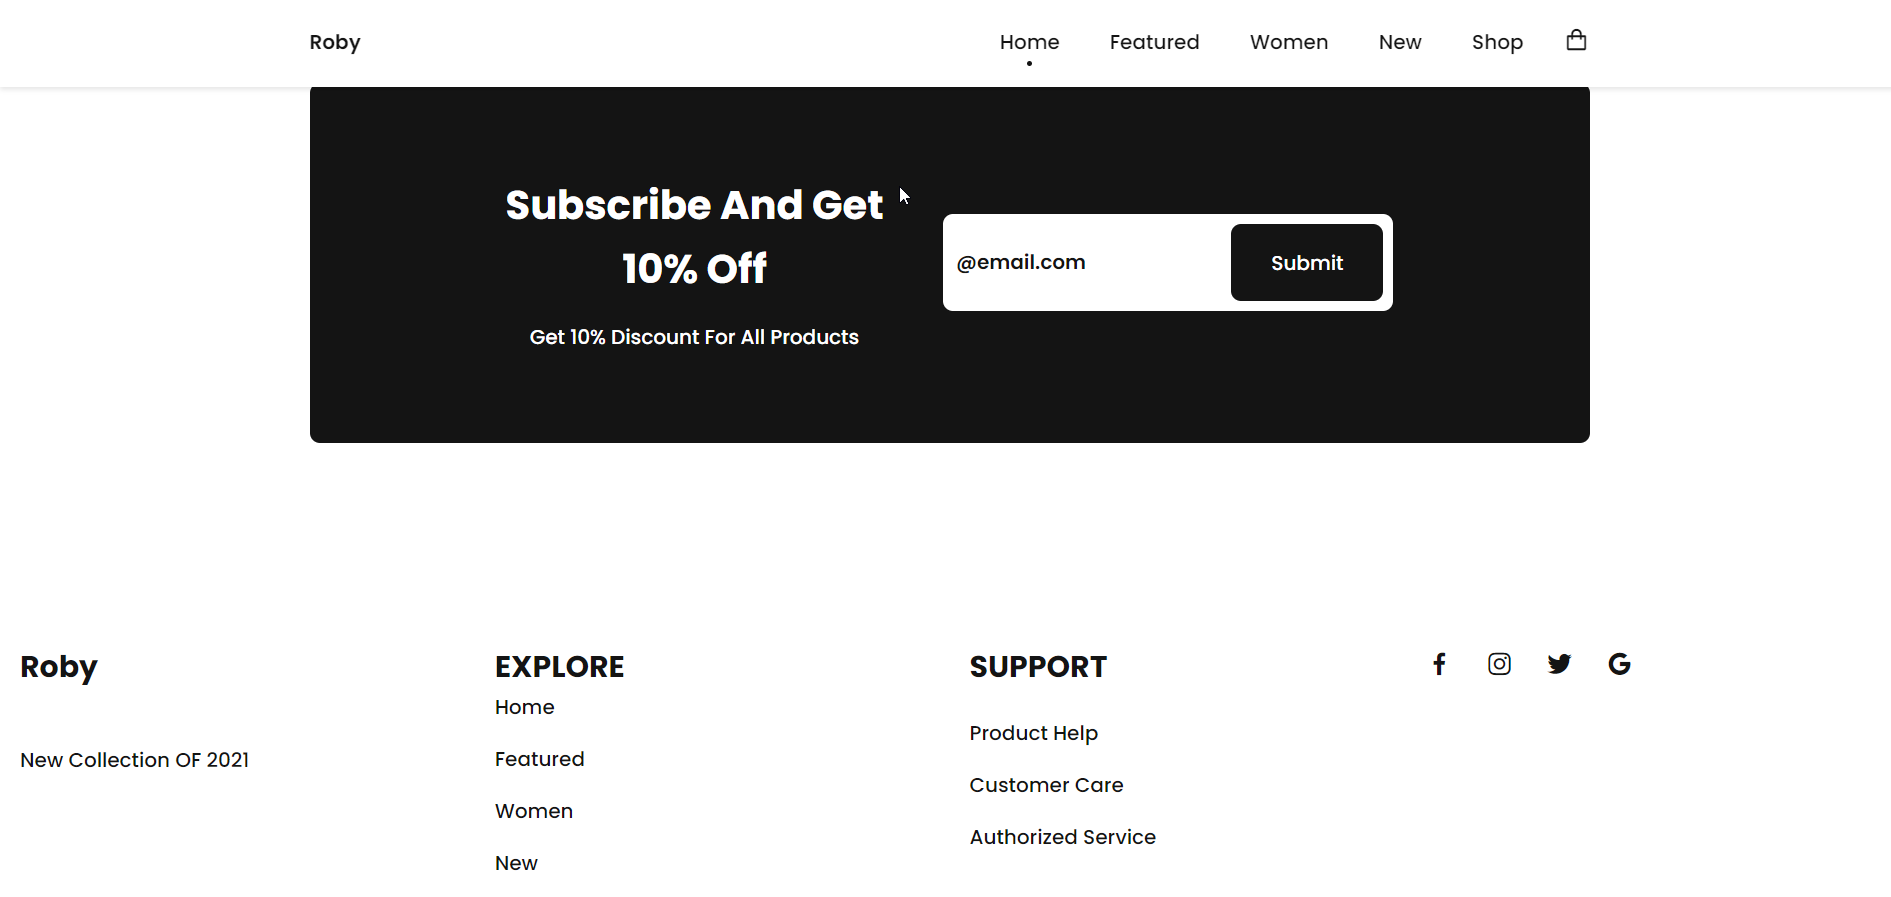 Roby
Home Featured Women New Shop
Subscribe And Get
10% Off
Get 10% Discount For All Products
@email.com
Submit
Roby
New Collection OF 2021
EXPLORE
Home
Featured
Women
New
SUPPORT
Product Help
Customer Care
Authorized Service